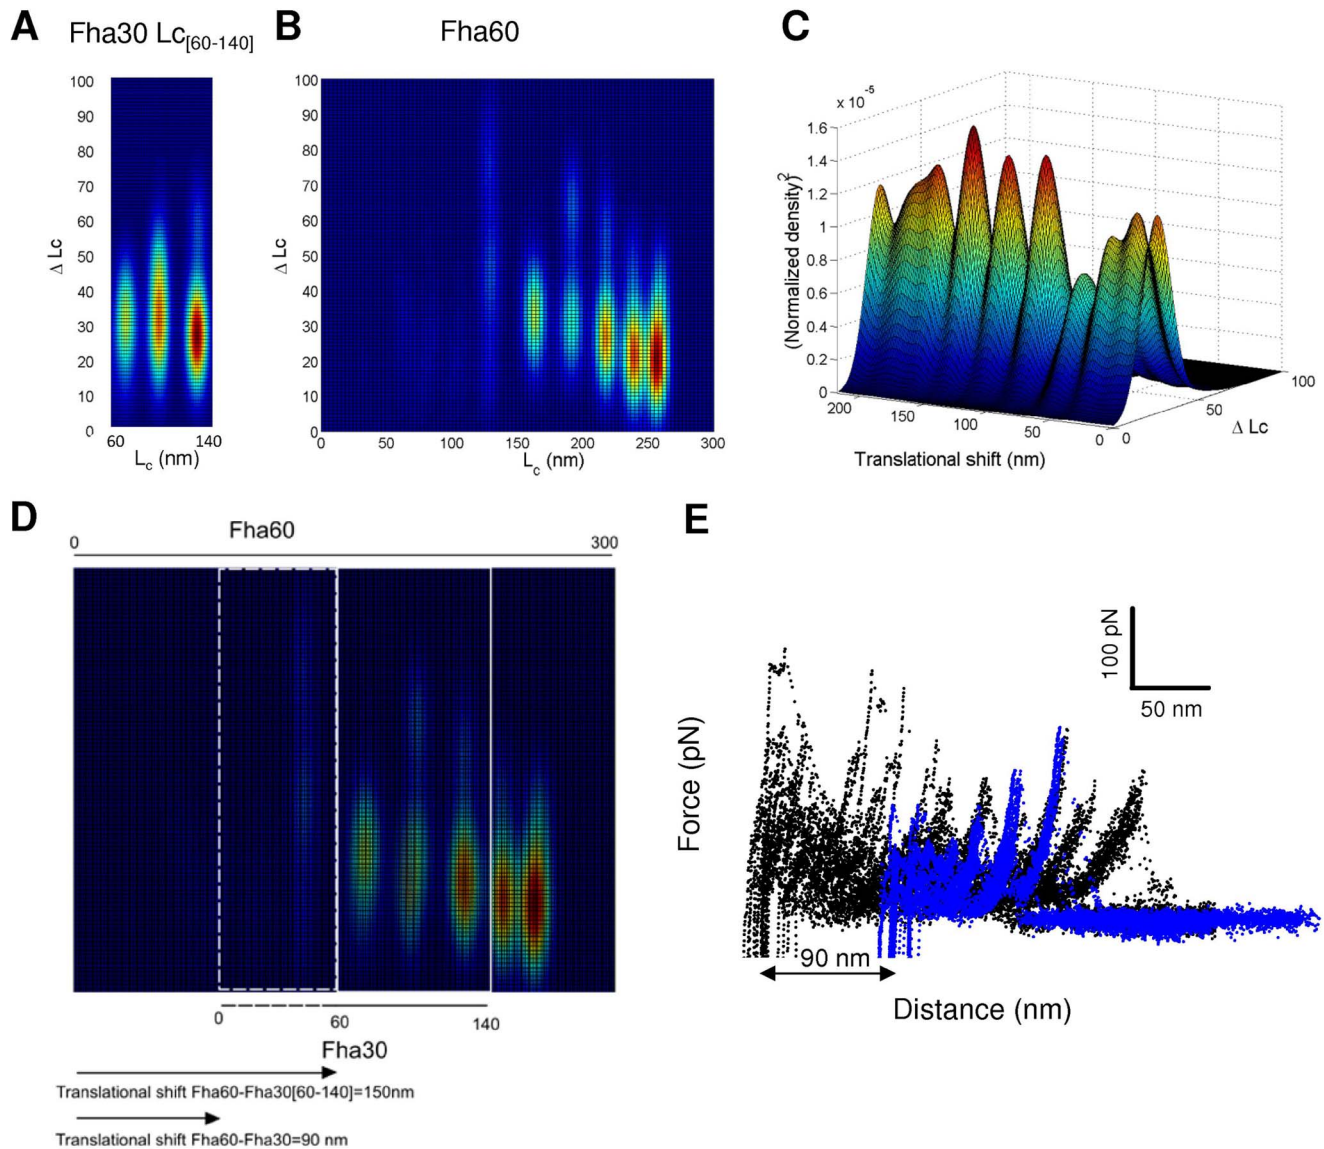 A
Fha30 Lc[60-140]
Δ Lc
100
90
80
70
60
50
40
30
20
10
0
60
140
Lc (nm)
B
Fha60
Δ Lc
100
90
80
70
60
50
40
30
20
10
0
0
50
100
150
200
250
300
Lc (nm)
C
x 10-5
(Normalized density)2
1.6
1.4
1.2
1
0.8
0.6
0.4
0.2
0
200
150
100
50
0
Translational shift (nm)
0
50
100
Δ Lc
D
Fha60
0
300
0
60
140
Fha30
Translational shift Fha60-Fha30[60-140]=150nm
Translational shift Fha60-Fha30=90 nm
E
100 pN
50 nm
Force (pN)
90 nm
Distance (nm)